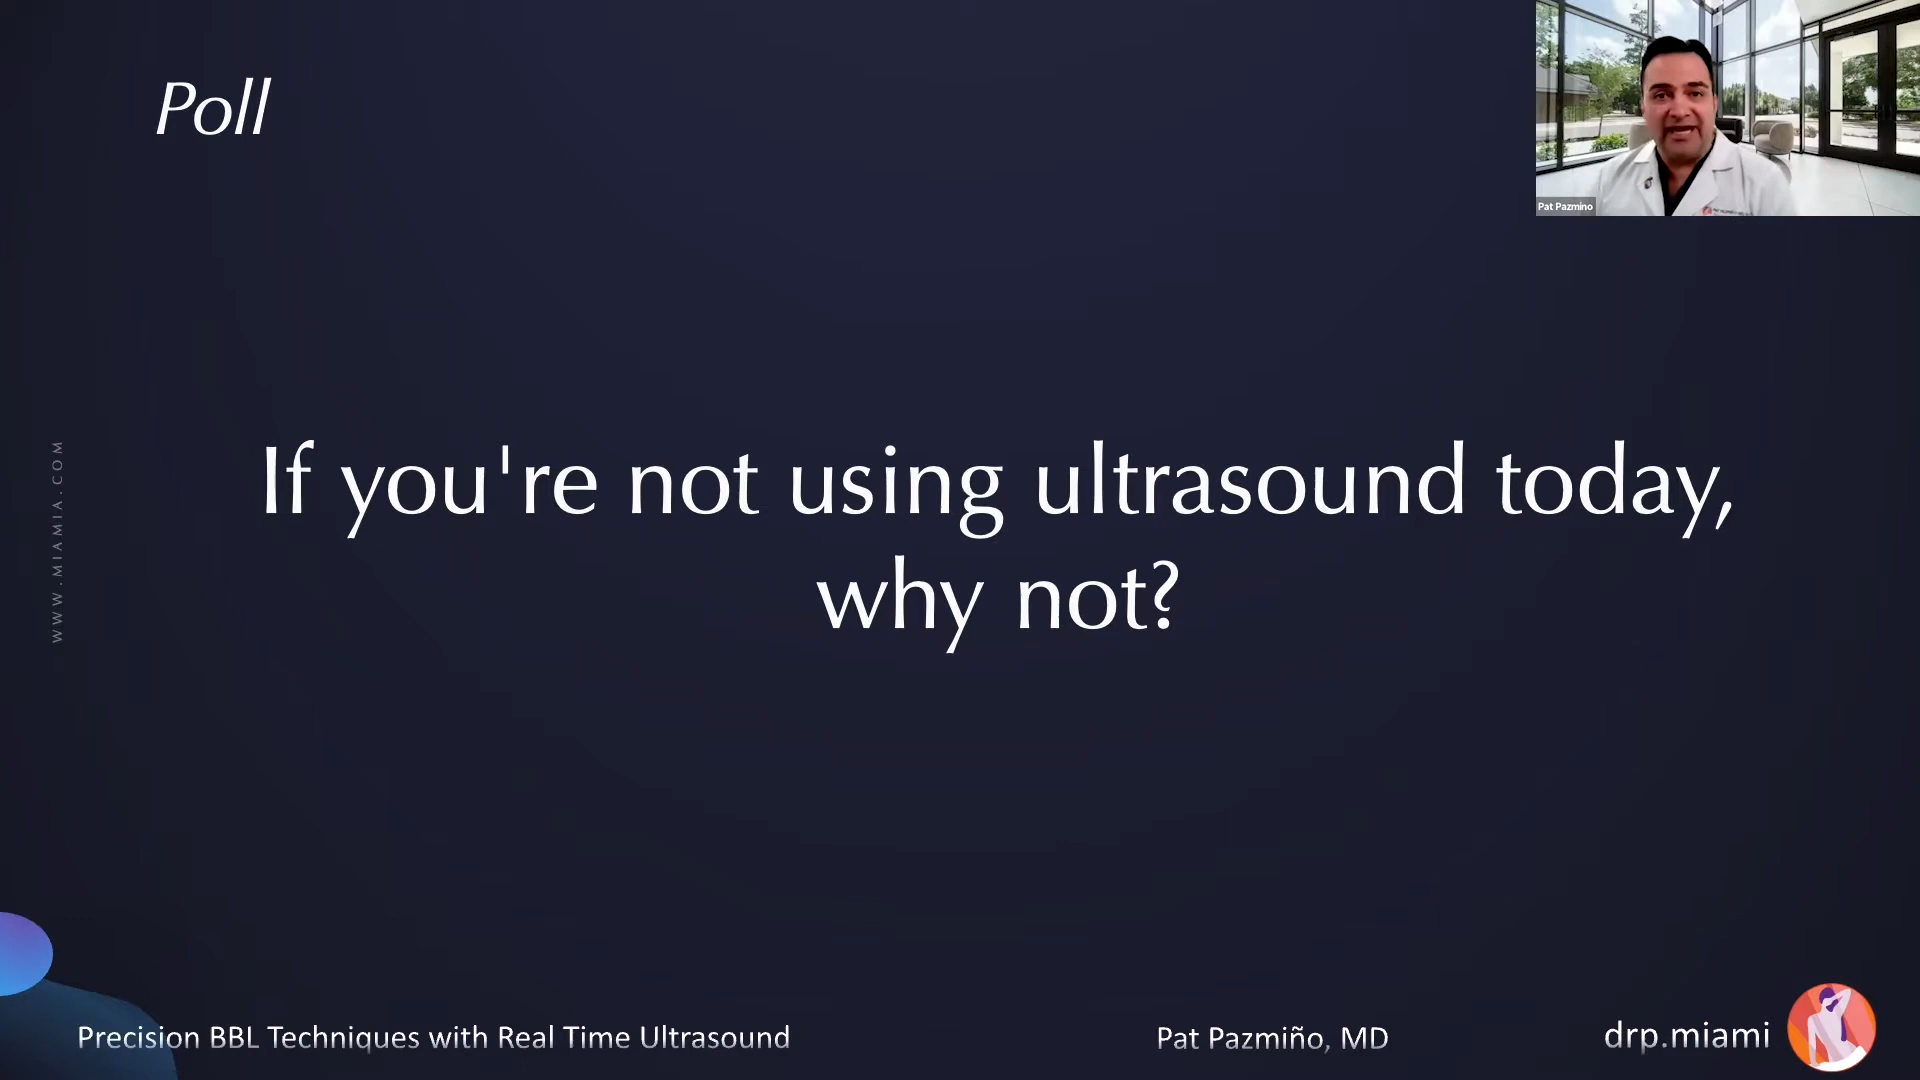 Poll
Pat Pazmino
If you're not using ultrasound today,
why not?
WWW.MIAMIA.COM
Precision BBL Techniques with Real Time Ultrasound
Pat Pazmiño, MD
drp.miami